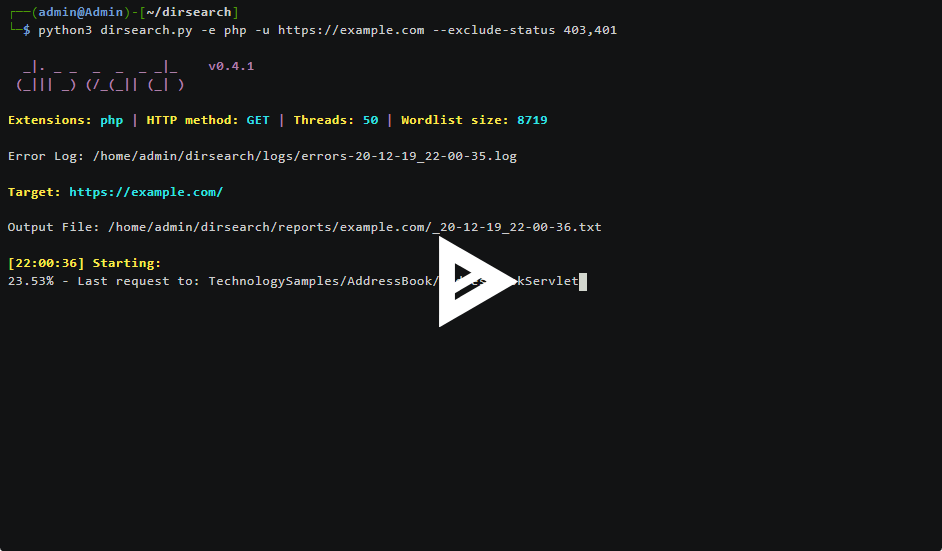 ┌──(admin@Admin)-[~/dirsearch]
└─$ python3 dirsearch.py -e php -u https://example.com --exclude-status 403,401
_|. _ _  _  _  _ _|_    v0.4.1
(_||| _) (/_(_|| (_| )
Extensions: php | HTTP method: GET | Threads: 50 | Wordlist size: 8719
Error Log: /home/admin/dirsearch/logs/errors-20-12-19_22-00-35.log
Target: https://example.com/
Output File: /home/admin/dirsearch/reports/example.com/_20-12-19_22-00-36.txt
[22:00:36] Starting:
23.53% - Last request to: TechnologySamples/AddressBook/